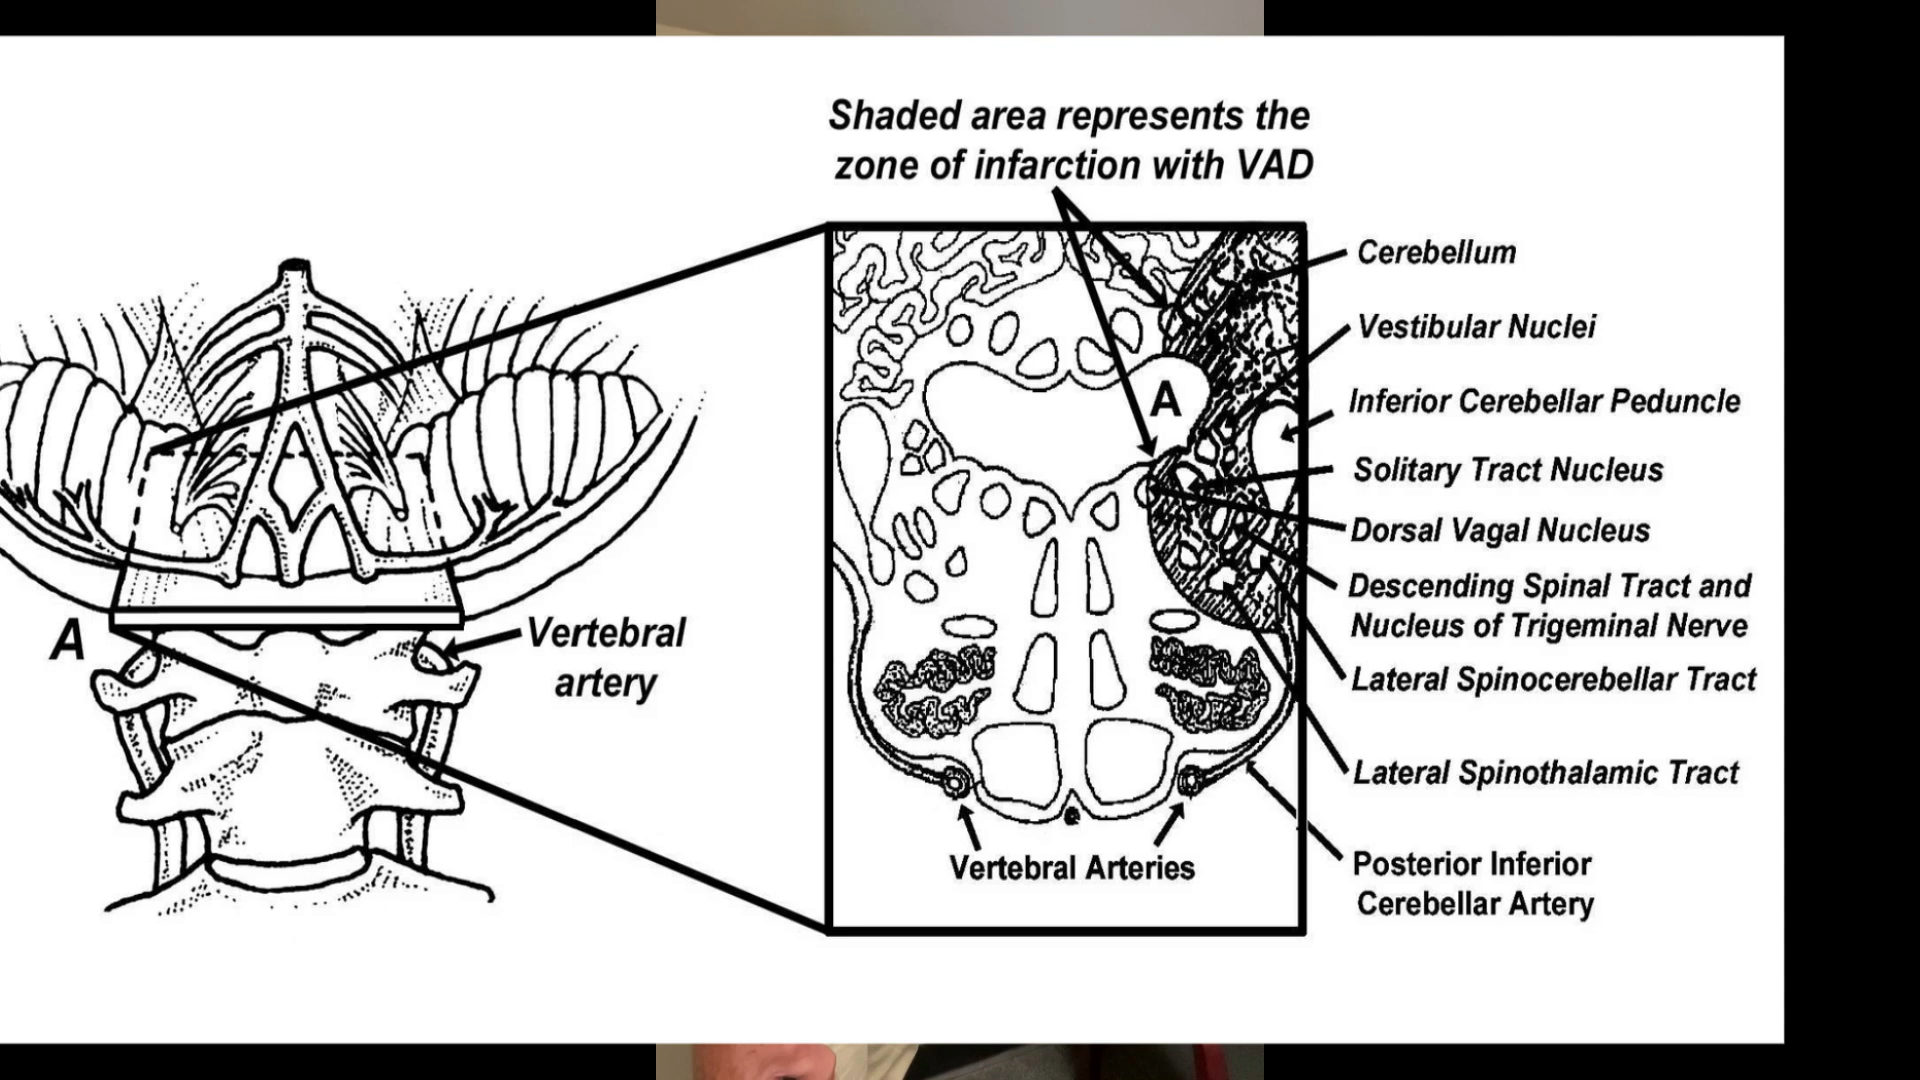 Shaded area represents the
zone of infarction with VAD
Cerebellum
Vestibular Nuclei
A
Inferior Cerebellar Peduncle
Solitary Tract Nucleus
Dorsal Vagal Nucleus
Descending Spinal Tract and
Nucleus of Trigeminal Nerve
A
Vertebral
artery
Lateral Spinocerebellar Tract
Lateral Spinothalamic Tract
Vertebral Arteries
Posterior Inferior
Cerebellar Artery